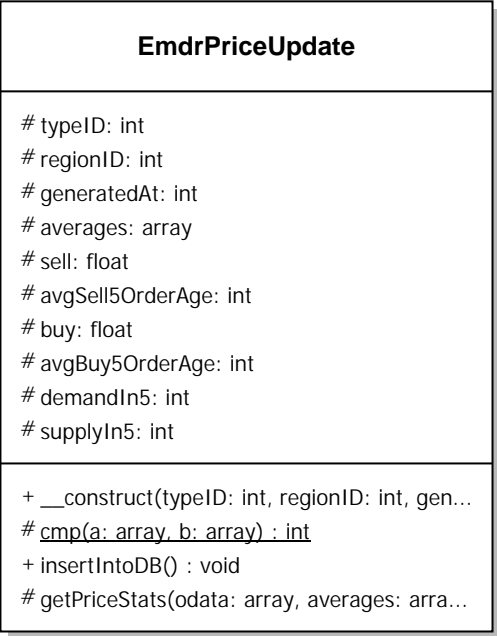 EmdrPriceUpdate
# typeID: int
# regionID: int
# generatedAt: int
# averages: array
# sell: float
# avgSell5OrderAge: int
# buy: float
# avgBuy5OrderAge: int
# demandIn5: int
# supplyIn5: int
+ __construct(typeID: int, regionID: int, gen...
# cmp(a: array, b: array) : int
+ insertIntoDB() : void
# getPriceStats(odata: array, averages: arra...